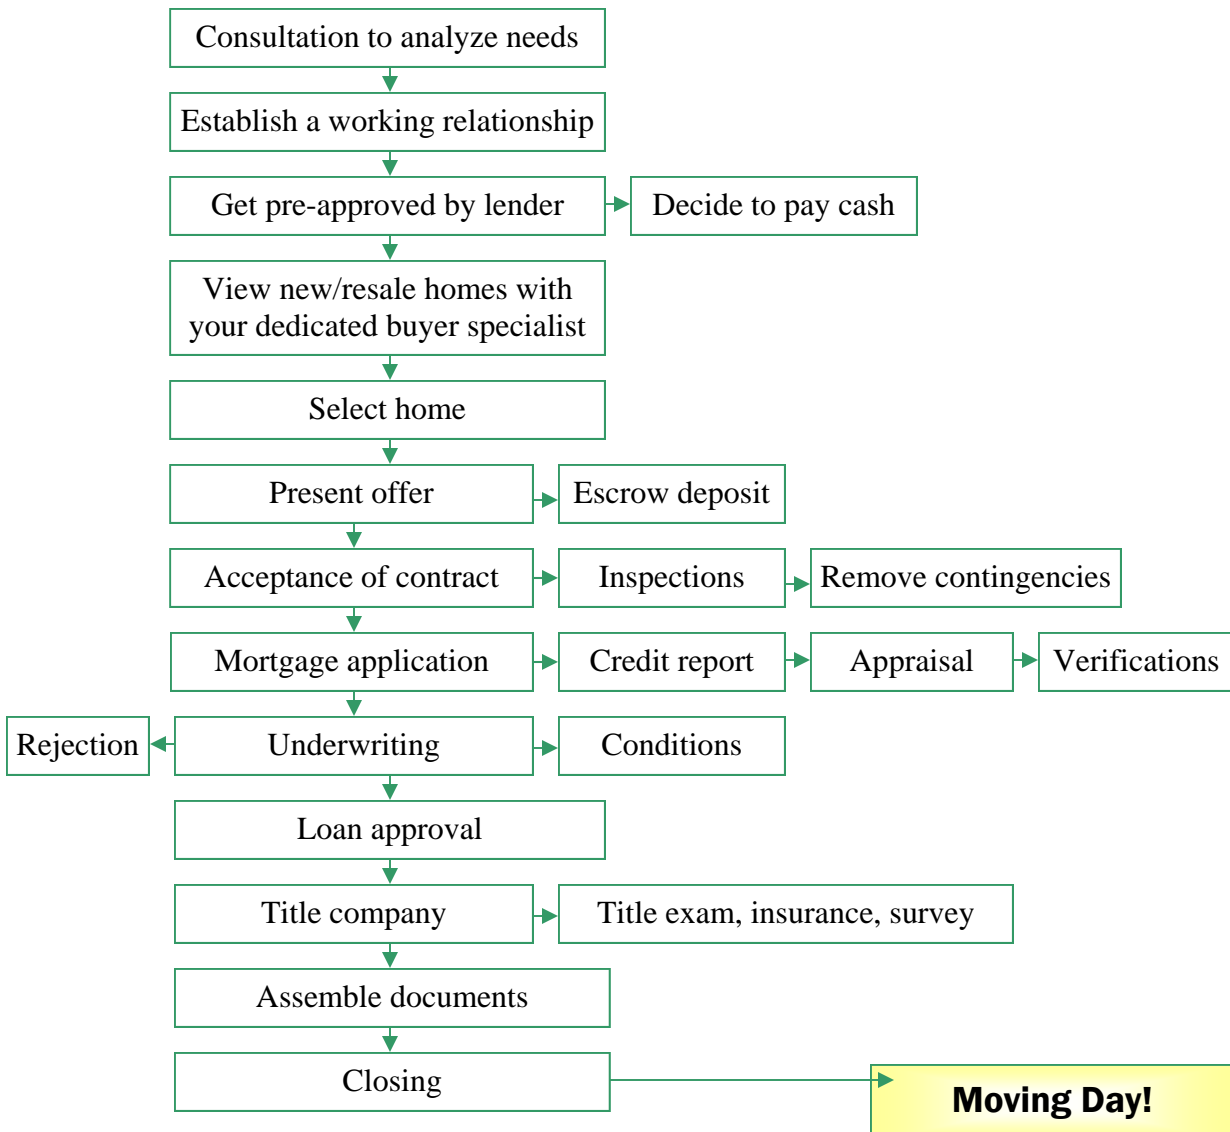 Consultation to analyze needs
Establish a working relationship
Get pre-approved by lender
Decide to pay cash
View new/resale homes with
your dedicated buyer specialist
Select home
Present offer
Escrow deposit
Acceptance of contract
Inspections
Remove contingencies
Mortgage application
Credit report
Appraisal
Verifications
Rejection
Underwriting
Conditions
Loan approval
Title company
Title exam, insurance, survey
Assemble documents
Closing
Moving Day!